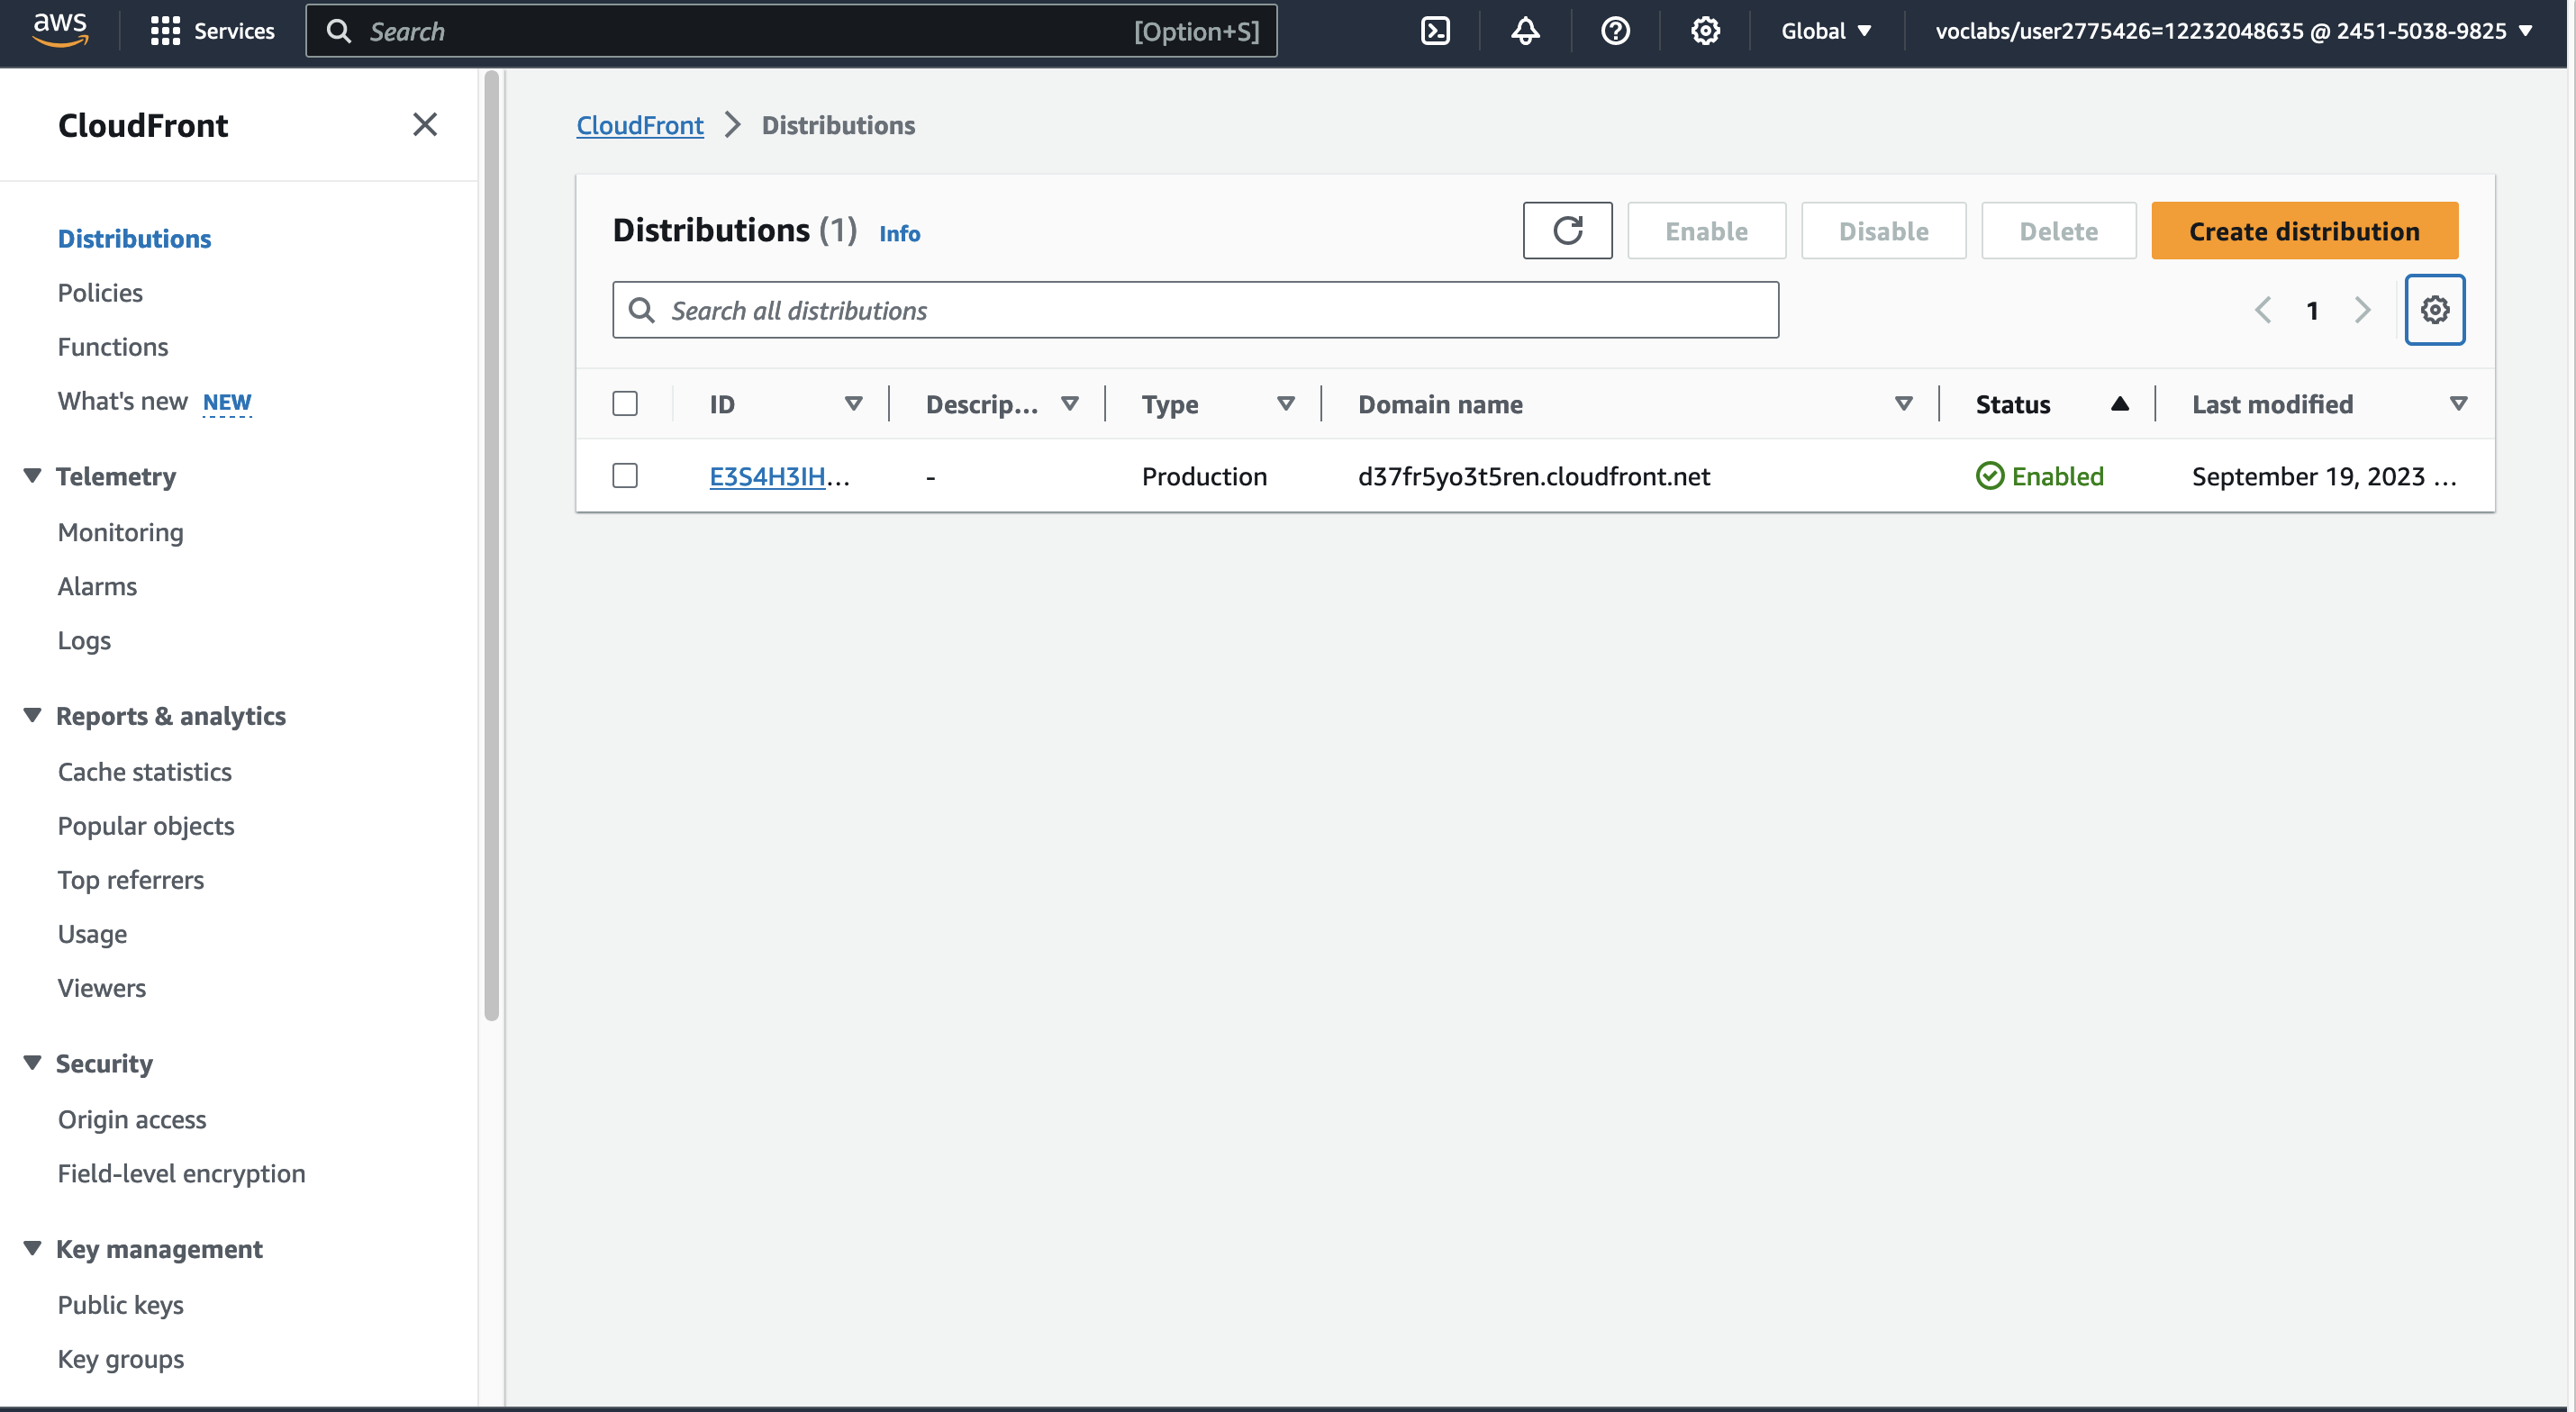 aws
Services
Search
[Option+S]
Global
voclabs/user2775426=12232048635 @ 2451-5038-9825
CloudFront
Distributions
Policies
Functions
What's new NEW
Telemetry
Monitoring
Alarms
Logs
Reports & analytics
Cache statistics
Popular objects
Top referrers
Usage
Viewers
Security
Origin access
Field-level encryption
Key management
Public keys
Key groups
CloudFront > Distributions
Distributions (1) Info
Enable
Disable
Delete
Create distribution
Search all distributions
1
ID Descrip... Type Domain name Status Last modified
E3S4H3IH... - Production d37fr5yo3t5ren.cloudfront.net Enabled September 19, 2023 ...